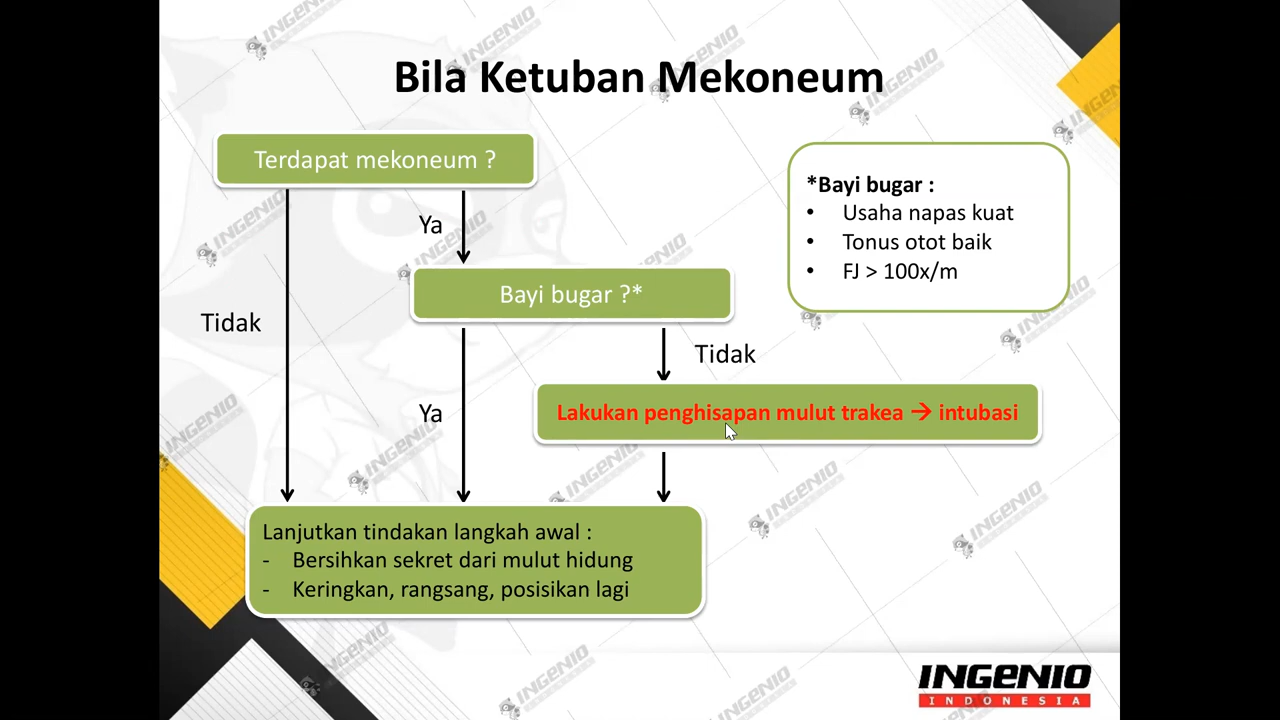 Bila Ketuban Mekoneum
Terdapat mekoneum ?
*Bayi bugar :
• Usaha napas kuat
• Tonus otot baik
• FJ > 100x/m
Ya
Bayi bugar ?*
Tidak
Tidak
Ya
Lakukan penghisapan mulut trakea → intubasi
Lanjutkan tindakan langkah awal :
- Bersihkan sekret dari mulut hidung
- Keringkan, rangsang, posisikan lagi
INGENIO
INDONESIA